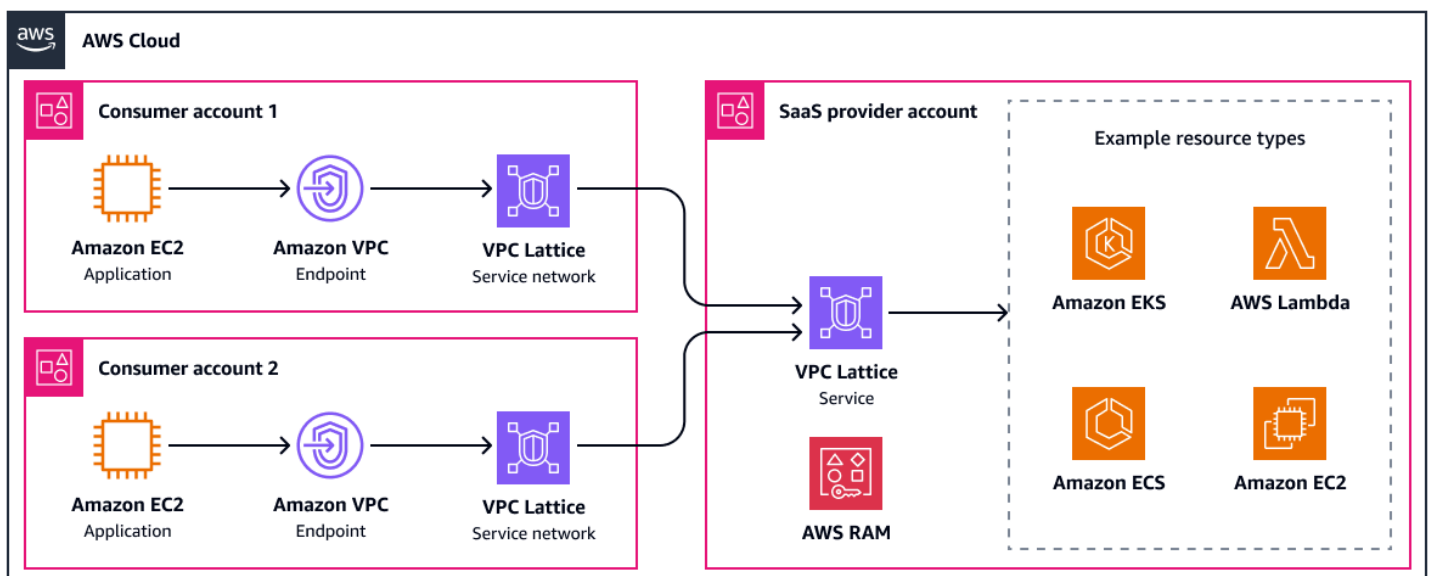 aws
AWS Cloud
Consumer account 1
Amazon EC2
Application
Amazon VPC
Endpoint
VPC Lattice
Service network
Consumer account 2
Amazon EC2
Application
Amazon VPC
Endpoint
VPC Lattice
Service network
SaaS provider account
VPC Lattice
Service
AWS RAM
Example resource types
K
Amazon EKS
AWS Lambda
Amazon ECS
Amazon EC2